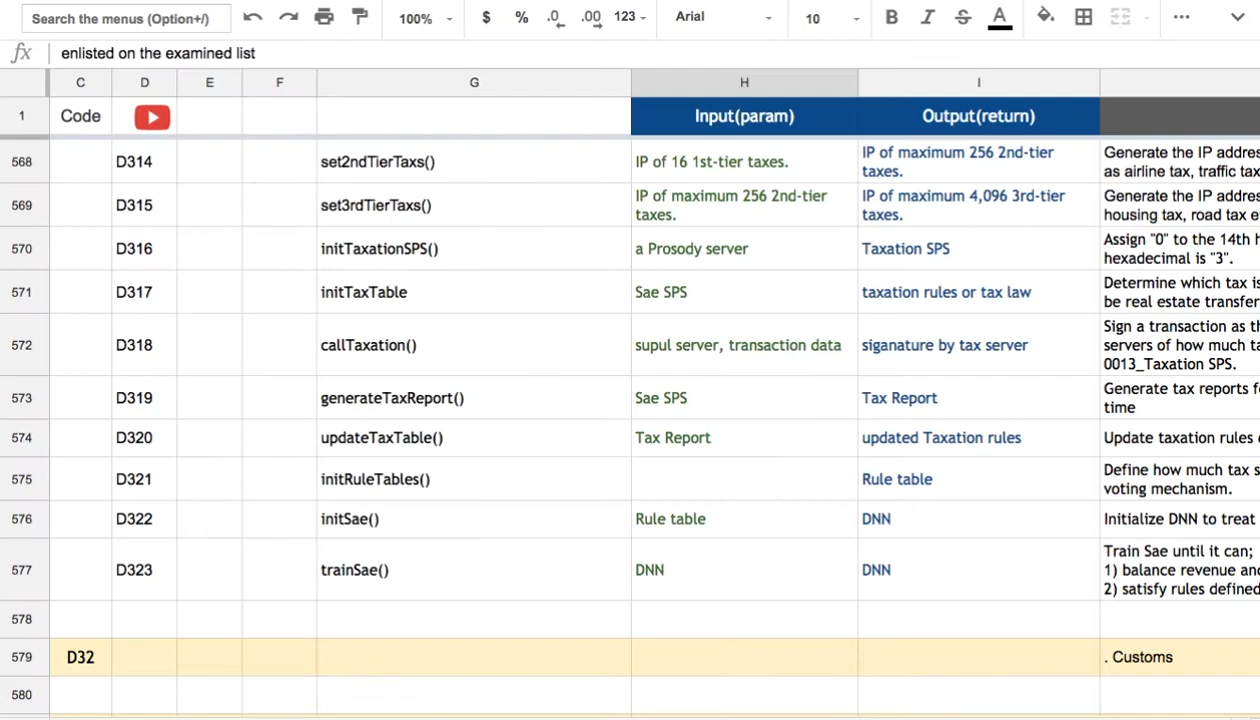 Search the menus (Option+/)
100%
$ % .0 .00 123
Arial
10
B I S A
fx enlisted on the examined list
C D E F G H I
1 Code Input(param) Output(return)
568 D314 set2ndTierTaxs() IP of 16 1st-tier taxes. IP of maximum 256 2nd-tier taxes. Generate the IP addres
as airline tax, traffic tax
569 D315 set3rdTierTaxs() IP of maximum 256 2nd-tier taxes. IP of maximum 4,096 3rd-tier taxes. Generate the IP addres
housing tax, road tax e
570 D316 initTaxationSPS() a Prosody server Taxation SPS Assign "0" to the 14th h
hexadecimal is "3".
571 D317 initTaxTable Sae SPS taxation rules or tax law Determine which tax is
be real estate transfer
572 D318 callTaxation() supul server, transaction data siganature by tax server Sign a transaction as th
servers of how much ta
0013_Taxation SPS.
573 D319 generateTaxReport() Sae SPS Tax Report Generate tax reports fo
time
574 D320 updateTaxTable() Tax Report updated Taxation rules Update taxation rules
575 D321 initRuleTables() Rule table Define how much tax s
voting mechanism.
576 D322 initSae() Rule table DNN Initialize DNN to treat
577 D323 trainSae() DNN DNN Train Sae until it can;
1) balance revenue and
2) satisfy rules defined
578
579 D32 . Customs
580